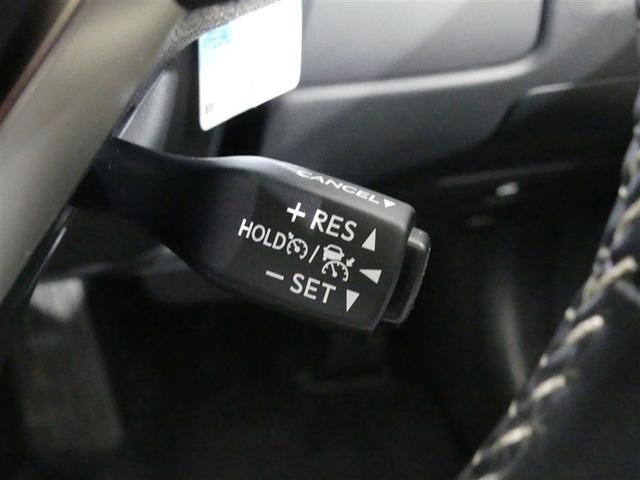 CANCEL
+ RES
HOLD /
− SET